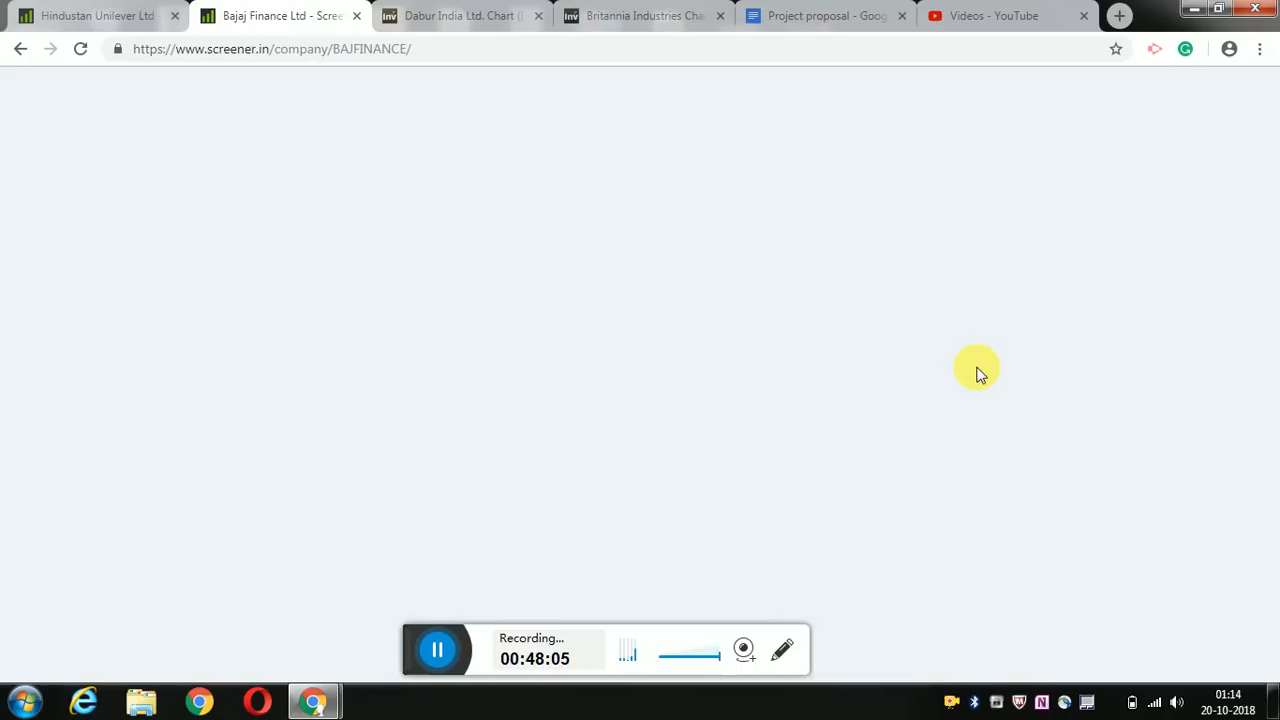 Hindustan Unilever Ltd -
Bajaj Finance Ltd - Scree
Dabur India Ltd. Chart (
Britannia Industries Cha
Project proposal - Goog
Videos - YouTube
https://www.screener.in/company/BAJFINANCE/
Recording...
00:48:05
01:14
20-10-2018